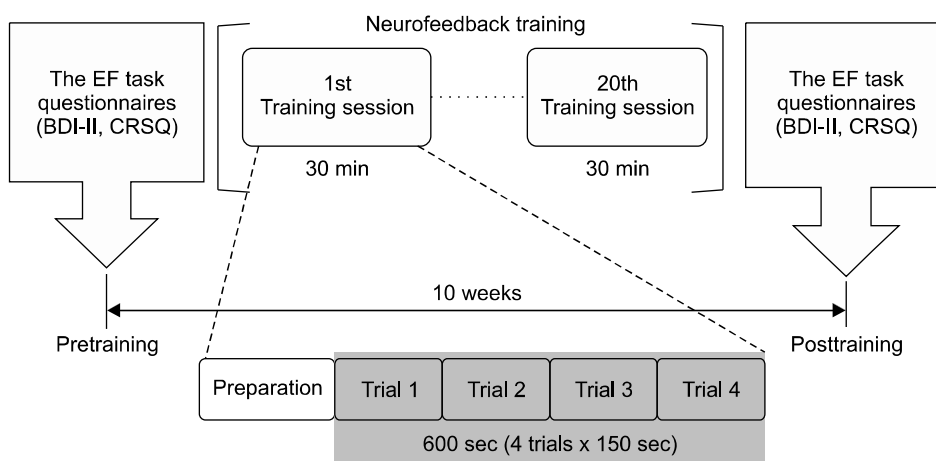 Neurofeedback training
The EF task
questionnaires
(BDI-II, CRSQ)
1st
Training session
30 min
20th
Training session
30 min
The EF task
questionnaires
(BDI-II, CRSQ)
10 weeks
Pretraining
Posttraining
Preparation
Trial 1
Trial 2
Trial 3
Trial 4
600 sec (4 trials x 150 sec)